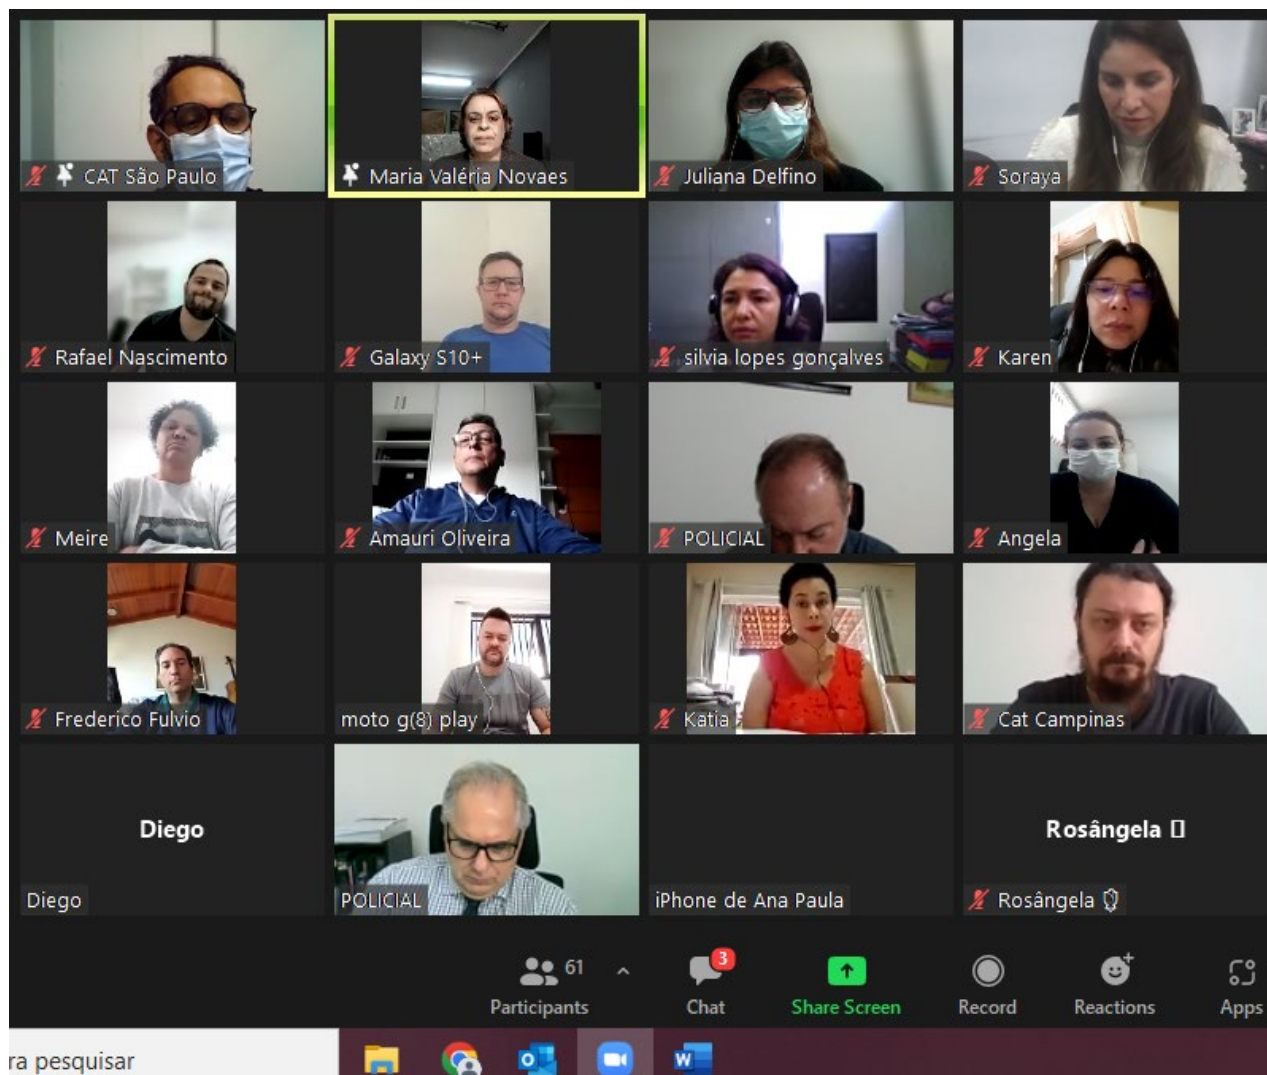 CAT São Paulo
Maria Valéria Novaes
Juliana Delfino
Soraya
Rafael Nascimento
Galaxy S10+
silvia lopes gonçalves
Karen
Meire
Amauri Oliveira
POLICIAL
Angela
Frederico Fulvio
moto g(8) play
Katia
Cat Campinas
Diego
Diego
POLICIAL
iPhone de Ana Paula
Rosângela
Rosângela
61
3
Participants
Chat
Share Screen
Record
Reactions
Apps
ra pesquisar